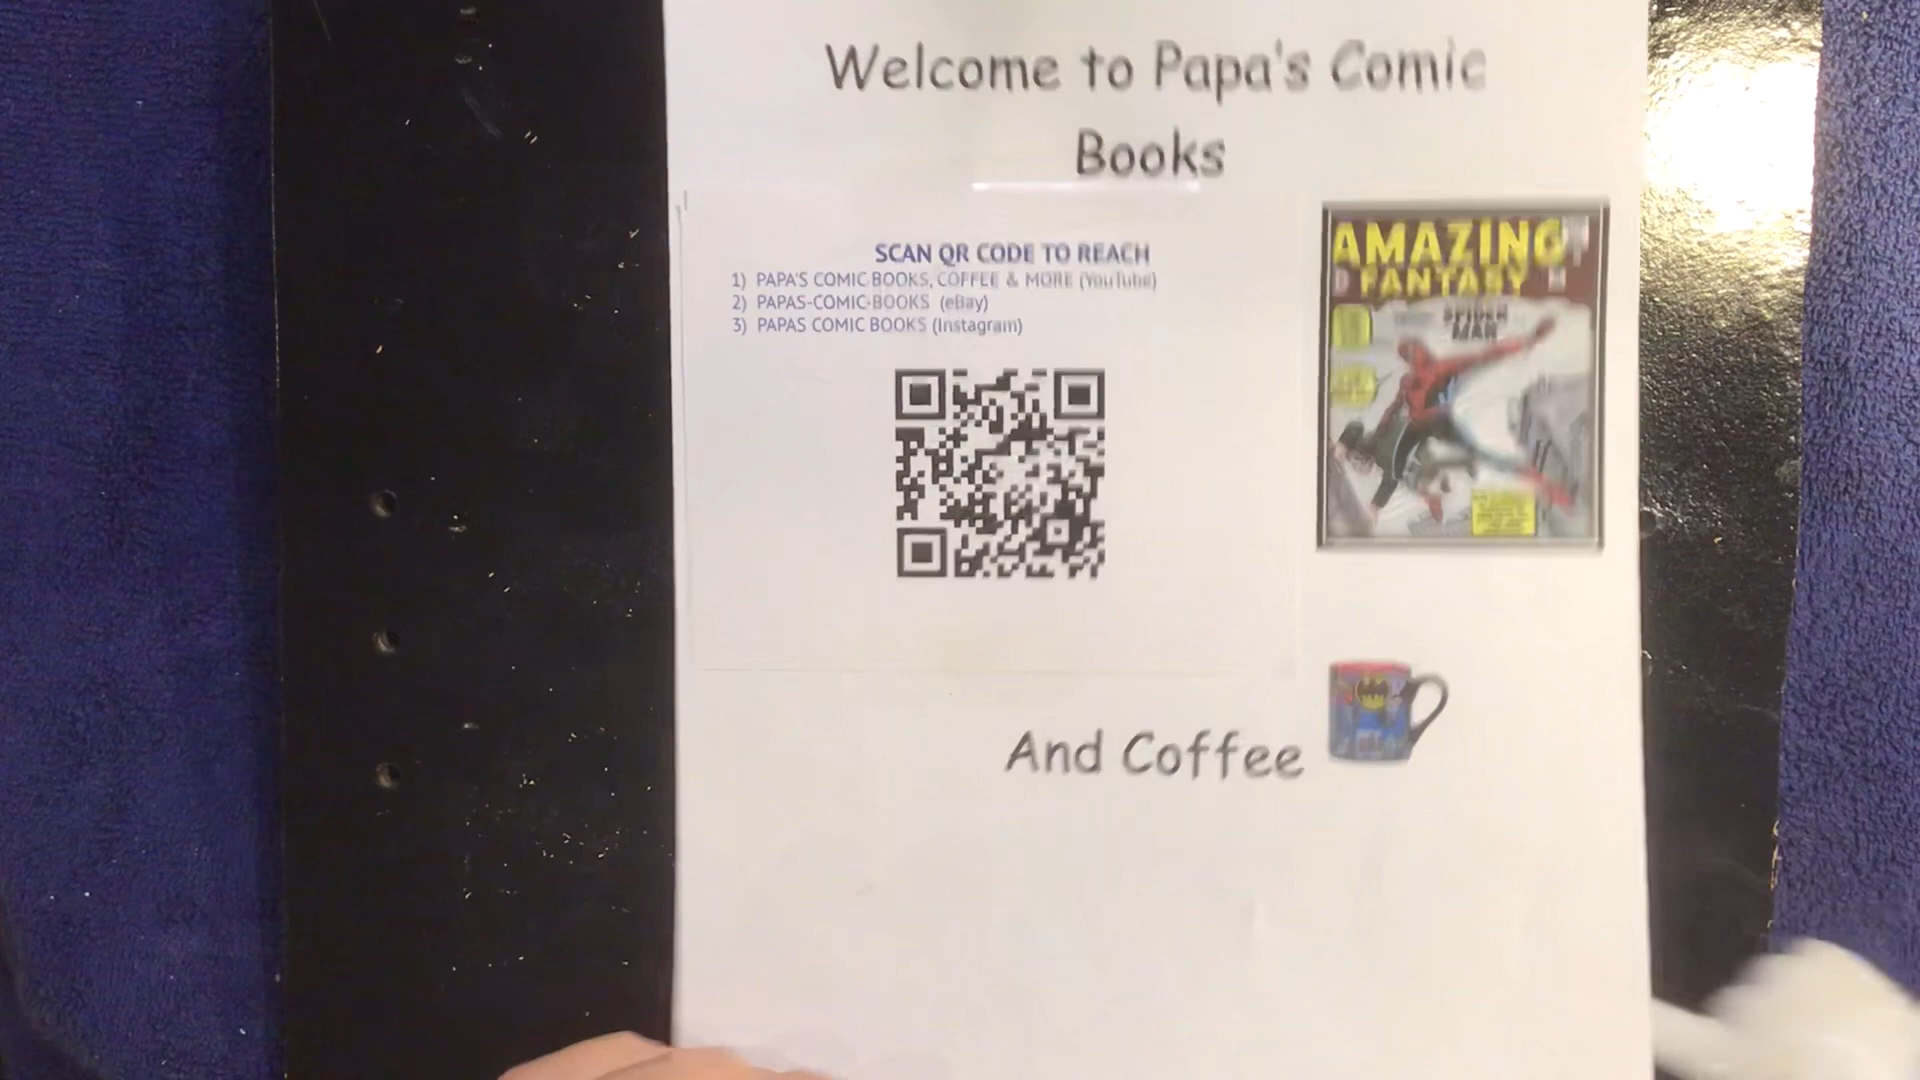 Welcome to Papa's Comic
Books
SCAN QR CODE TO REACH
1) PAPA'S COMIC BOOKS, COFFEE & MORE (YouTube)
2) PAPAS-COMIC-BOOKS (eBay)
3) PAPAS COMIC BOOKS (Instagram)
AMAZING
FANTASY
SPIDER
MAN
And Coffee